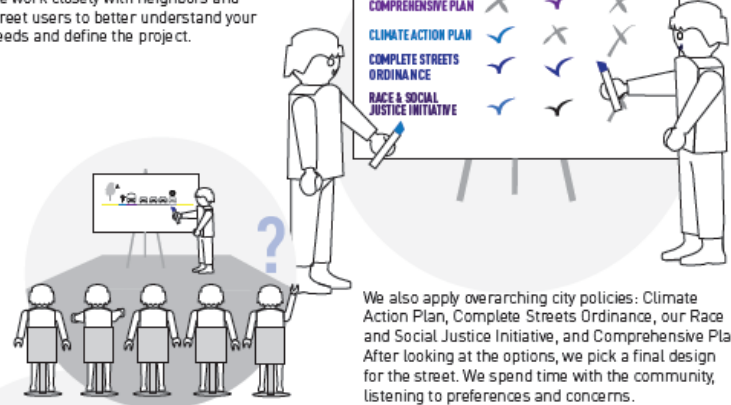 work closely with neighbors and
street users to better understand your
needs and define the project.
COMPREHENSIVE PLAN
CLIMATE ACTION PLAN
COMPLETE STREETS
ORDINANCE
RACE & SOCIAL
JUSTICE INITIATIVE
?
We also apply overarching city policies: Climate
Action Plan, Complete Streets Ordinance, our Race
and Social Justice Initiative, and Comprehensive Pla
After looking at the options, we pick a final design
for the street. We spend time with the community,
listening to preferences and concerns.